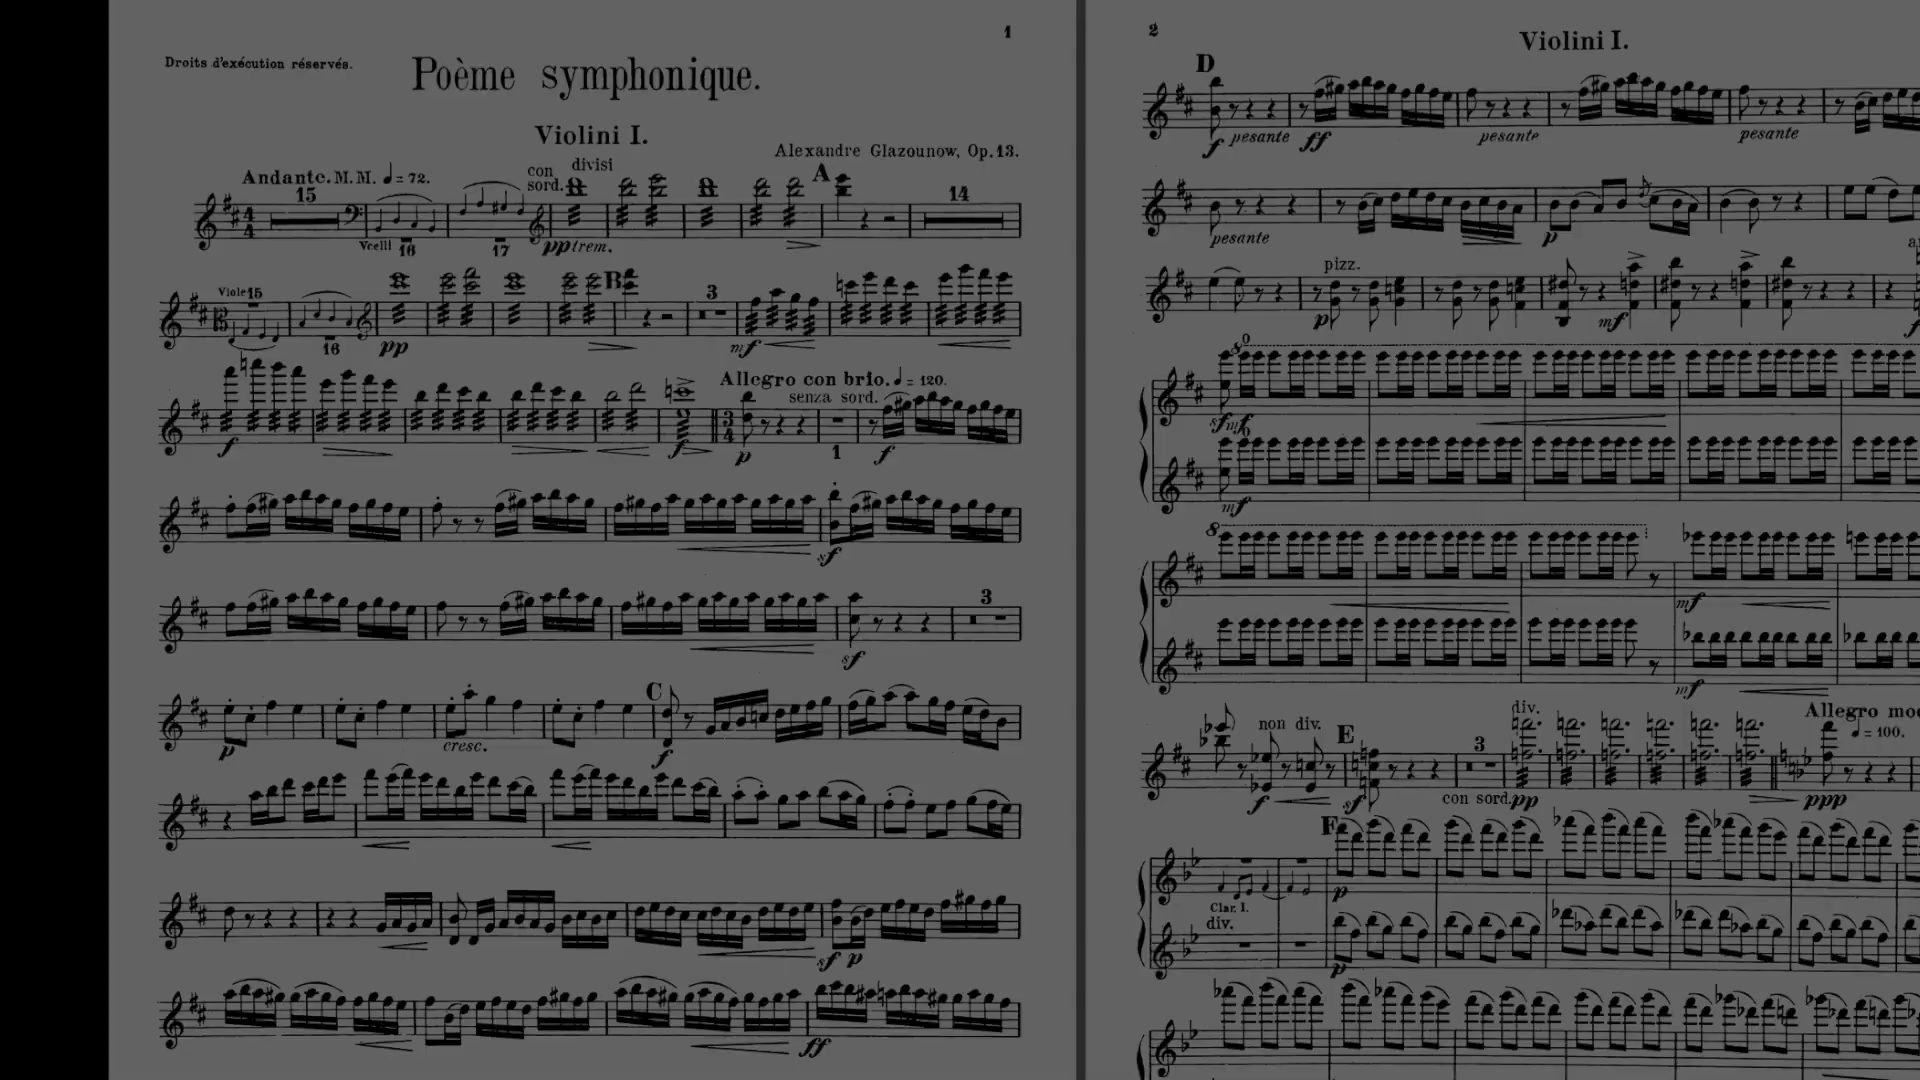 1
Droits d'exécution réservés.
Poème symphonique.
Violini I.
Alexandre Glazounow, Op. 13.
Andante. M.M. ♩ = 72.
15
con sord.
divisi
A
14
Vcelli 16
17
pp trem.
Viole 15
B
3
16
pp
mf
Allegro con brio. ♩ = 120.
senza sord.
f
f
p
1
f
sf
3
sf
C
p
cresc.
f
sf p
ff
2
Violini I.
D
f pesante ff
pesante
pesante
pesante
p
pizz.
p
mf
8
sf mf
mf
8
mf
mf
non div.
E
3
div.
Allegro mo
♩ = 100.
f
sf
con sord. pp
ppp
F
Clar. I.
p
div.
p